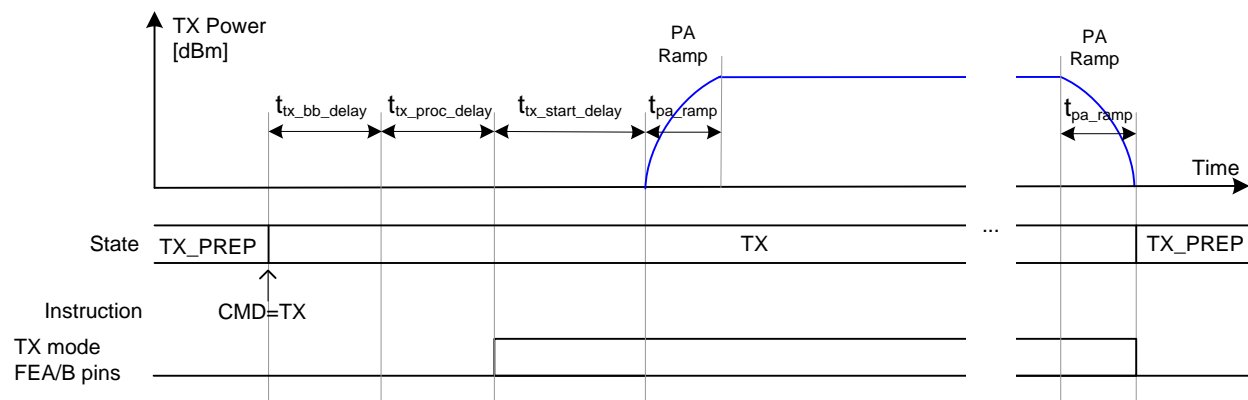 TX Power
[dBm]
PA
Ramp
PA
Ramp
ttx_bb_delay
ttx_proc_delay
ttx_start_delay
tpa_ramp
tpa_ramp
Time
State
TX_PREP
TX
...
TX_PREP
Instruction
CMD=TX
TX mode
FEA/B pins